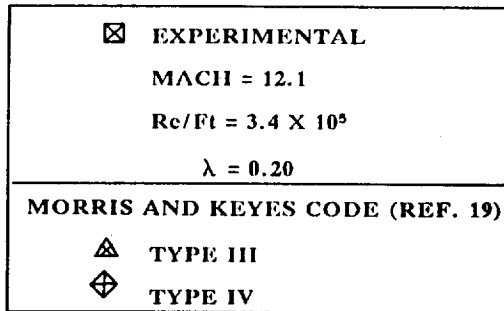 EXPERIMENTAL
MACH = 12.1
Re/Ft = 3.4 X 10⁵
λ = 0.20
MORRIS AND KEYES CODE (REF. 19)
TYPE III
TYPE IV